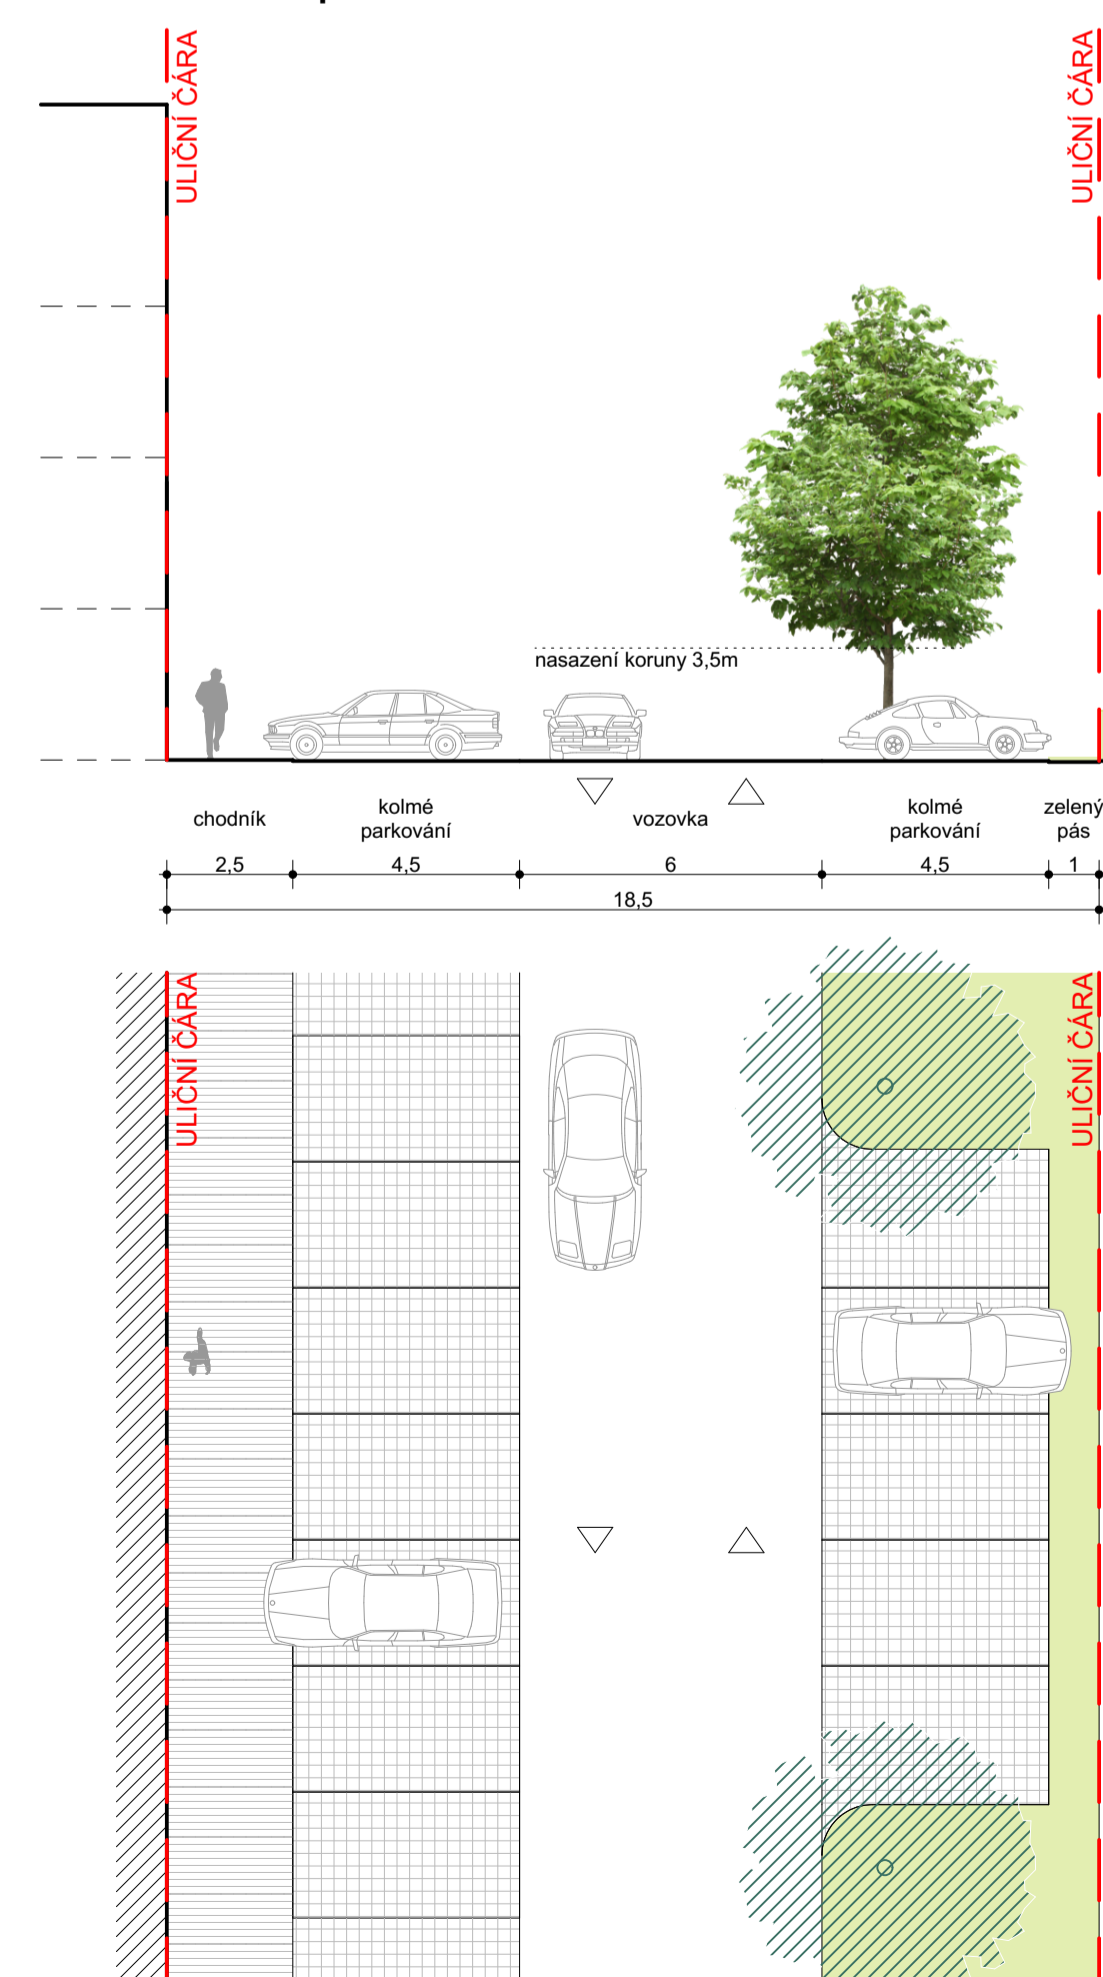 ULIČNÍ ČÁRA
ULIČNÍ ČÁRA
nasazení koruny 3,5m
chodník
kolmé
parkování
vozovka
kolmé
parkování
zelený
pás
2,5
4,5
6
4,5
1
18,5
ULIČNÍ ČÁRA
ULIČNÍ ČÁRA